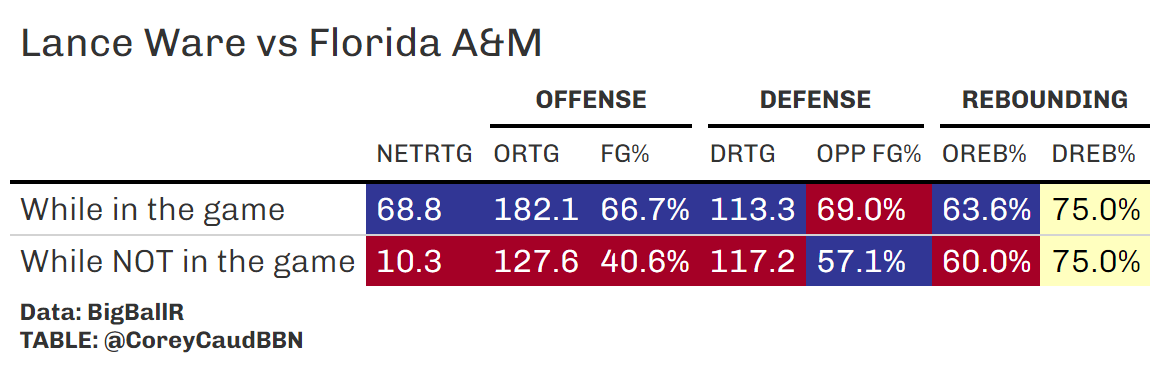 Lance Ware vs Florida A&M
OFFENSE DEFENSE REBOUNDING
NETRTG ORTG FG% DRTG OPP FG% OREB% DREB%
While in the game 68.8 182.1 66.7% 113.3 69.0% 63.6% 75.0%
While NOT in the game 10.3 127.6 40.6% 117.2 57.1% 60.0% 75.0%
Data: BigBallR
TABLE: @CoreyCaudBBN